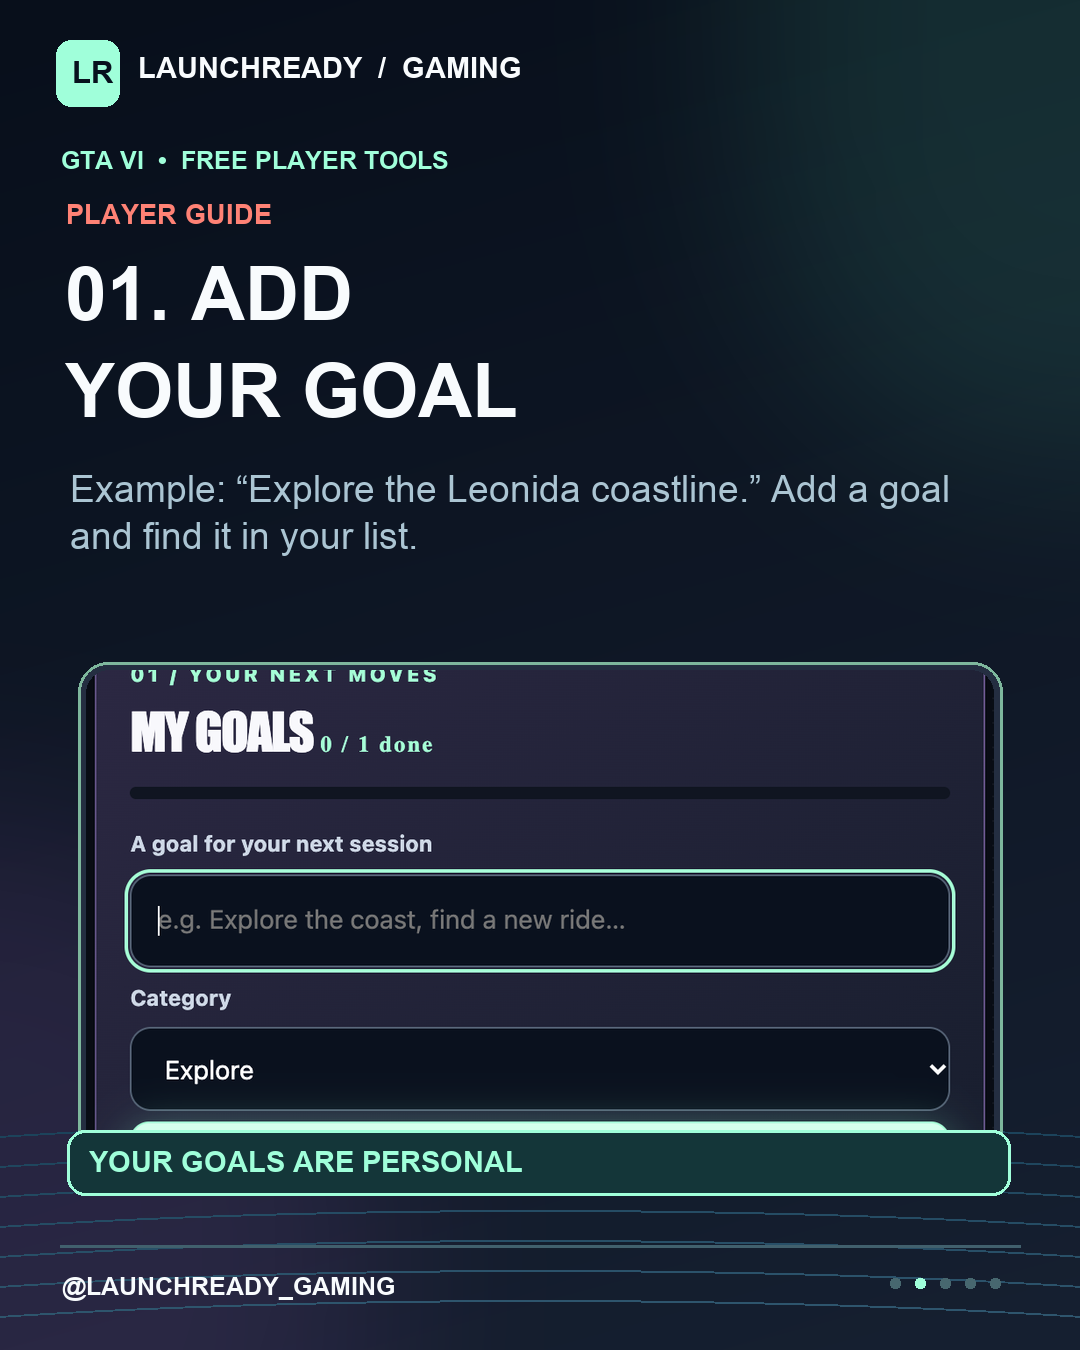 LR LAUNCHREADY / GAMING
GTA VI • FREE PLAYER TOOLS
PLAYER GUIDE
01. ADD
YOUR GOAL
Example: “Explore the Leonida coastline.” Add a goal
and find it in your list.
01 / YOUR NEXT MOVES
MY GOALS 0 / 1 done
A goal for your next session
e.g. Explore the coast, find a new ride...
Category
Explore
YOUR GOALS ARE PERSONAL
@LAUNCHREADY_GAMING